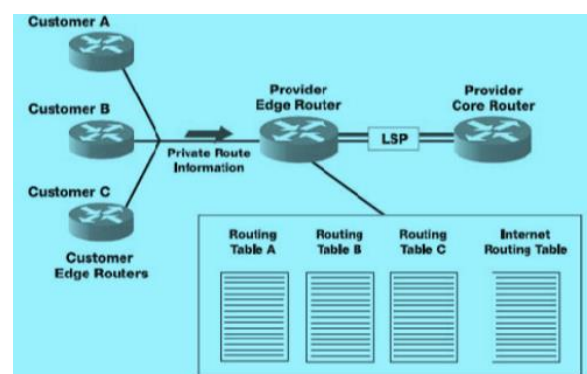 Customer A
Customer B
Customer C
Customer
Edge Routers
Private Route
Information
Provider
Edge Router
LSP
Provider
Core Router
Routing
Table A
Routing
Table B
Routing
Table C
Internet
Routing Table